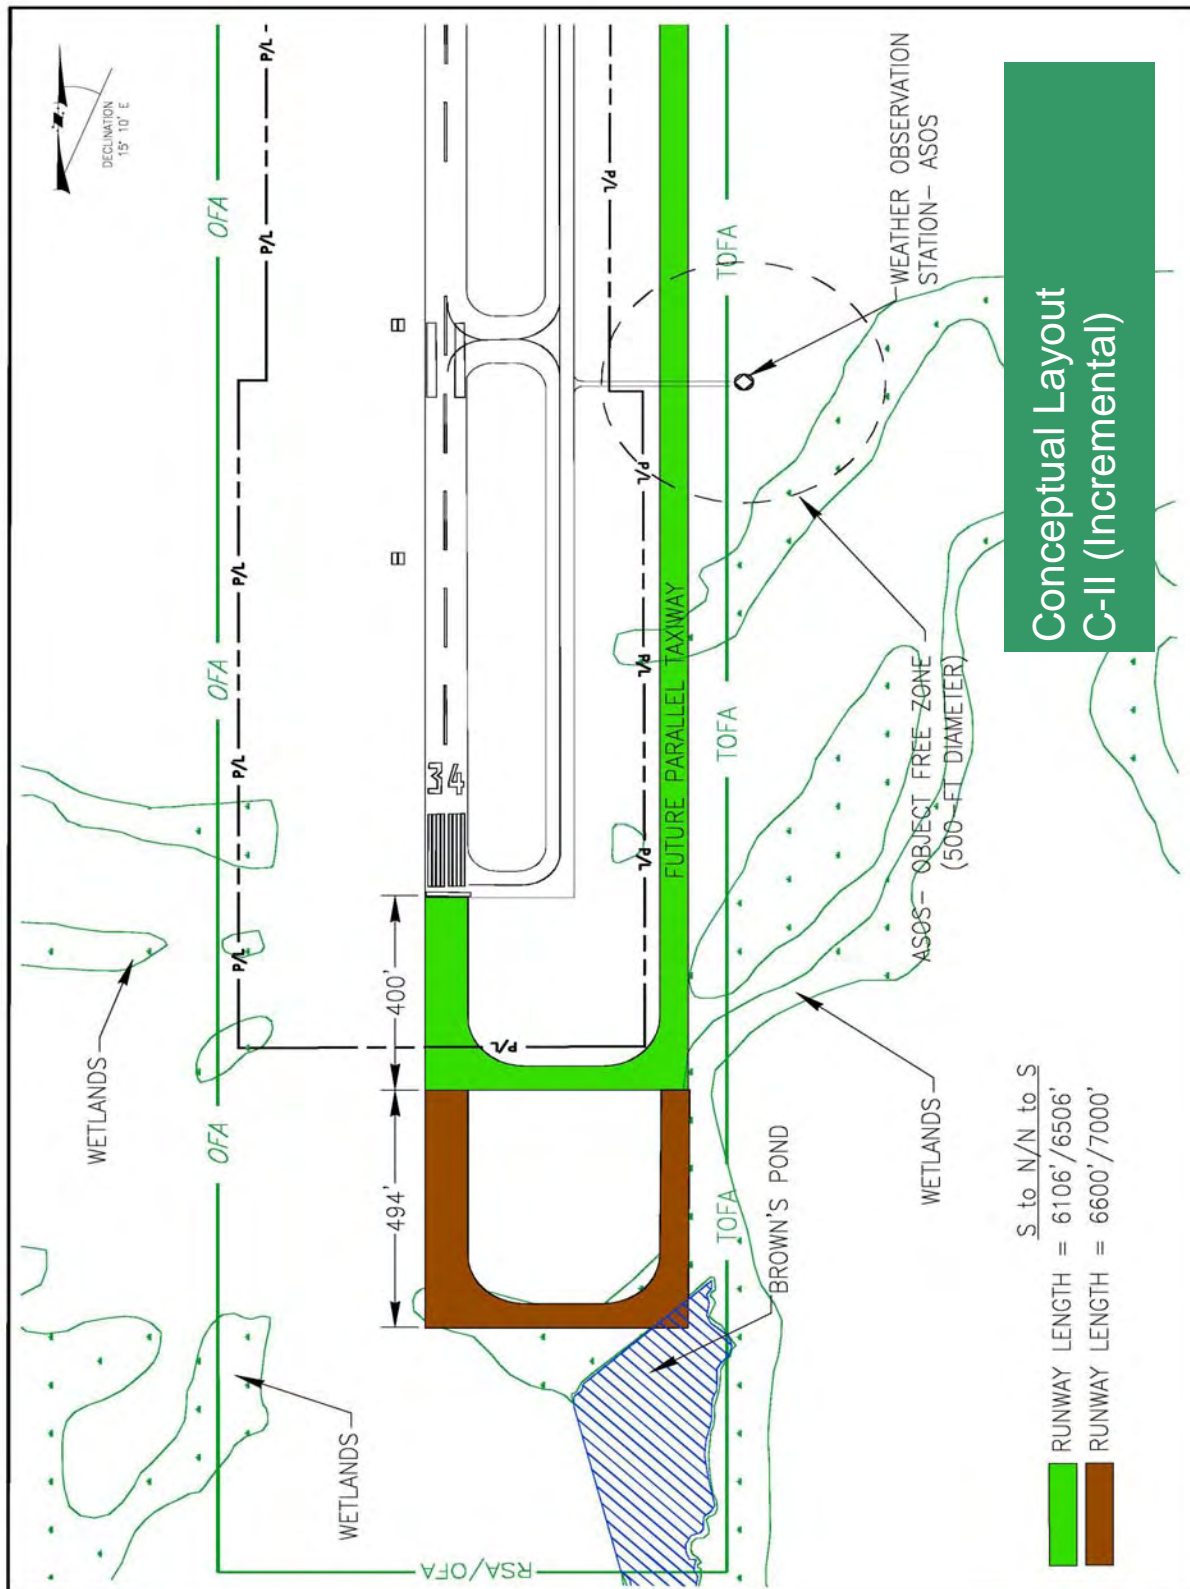 Conceptual Layout
C-II (Incremental)
DECLINATION
15° 10' E
P/L
P/L
P/L
P/L
P/L
P/L
P/L
P/L
P/L
P/L
P/L
OFA
OFA
OFA
TOFA
TOFA
TOFA
RSA/OFA
WETLANDS
WETLANDS
WETLANDS
34
400'
494'
FUTURE PARALLEL TAXIWAY
WEATHER OBSERVATION
STATION- ASOS
ASOS- OBJECT FREE ZONE
(500-FT DIAMETER)
BROWN'S POND
S to N/N to S
RUNWAY LENGTH = 6106'/6506'
RUNWAY LENGTH = 6600'/7000'